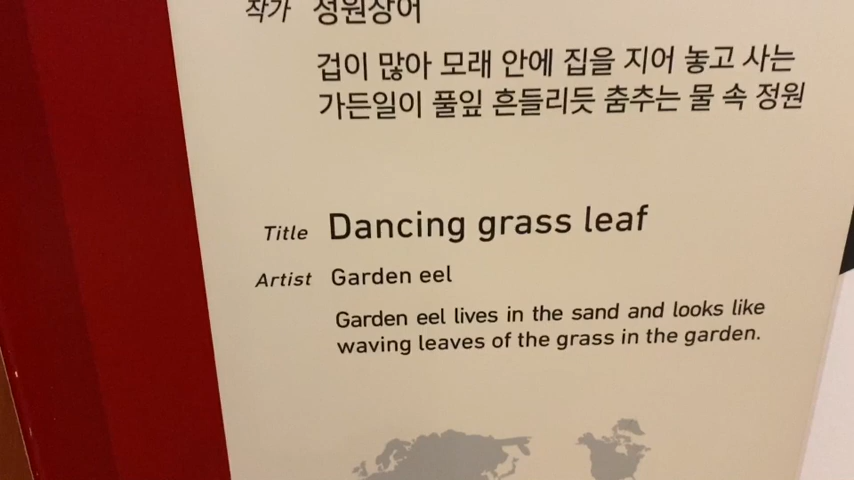 작가 정원장어
겁이 많아 모래 안에 집을 지어 놓고 사는
가든일이 풀잎 흔들리듯 춤추는 물 속 정원
Title Dancing grass leaf
Artist Garden eel
Garden eel lives in the sand and looks like
waving leaves of the grass in the garden.